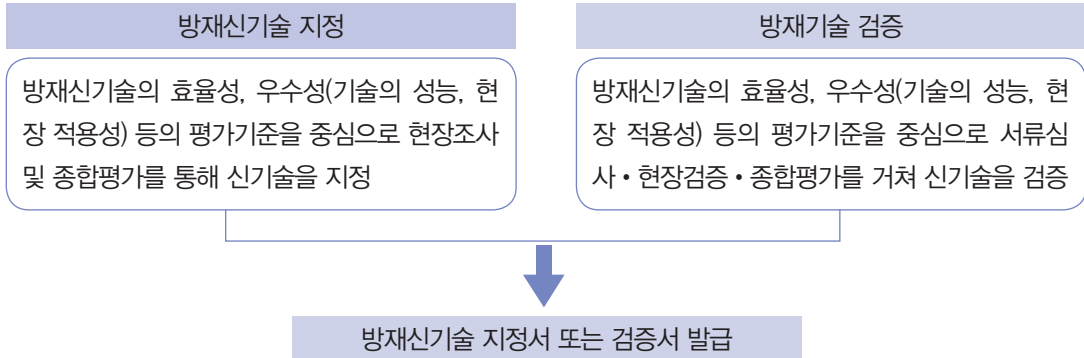 방재신기술 지정
방재신기술의 효율성, 우수성(기술의 성능, 현
장 적용성) 등의 평가기준을 중심으로 현장조사
및 종합평가를 통해 신기술을 지정
방재기술 검증
방재신기술의 효율성, 우수성(기술의 성능, 현
장 적용성) 등의 평가기준을 중심으로 서류심
사•현장검증•종합평가를 거쳐 신기술을 검증
방재신기술 지정서 또는 검증서 발급